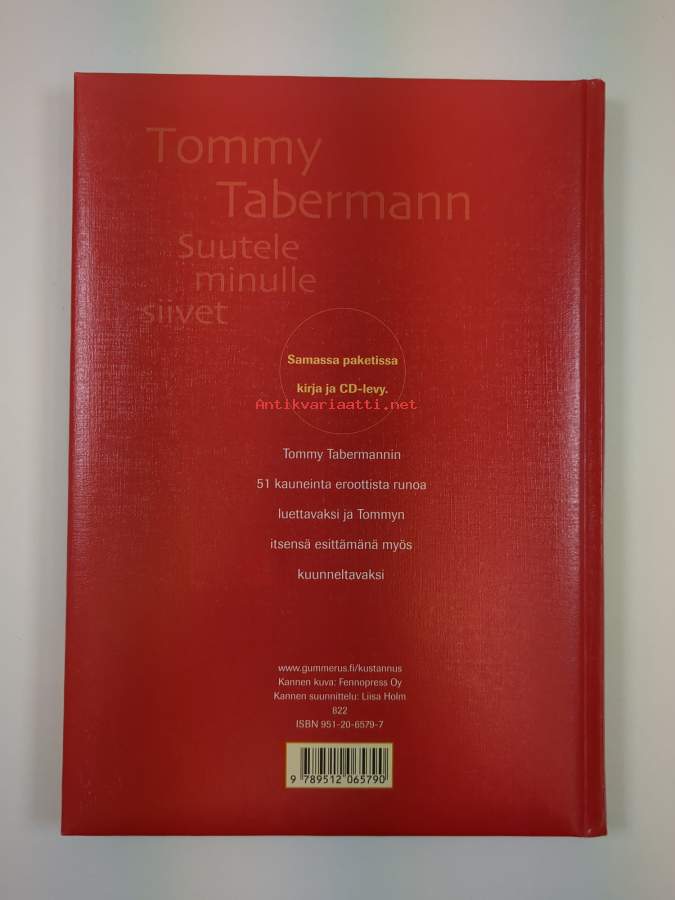 Tommy
Tabermann
Suutele
minulle
siivet
Samassa paketissa
kirja ja CD-levy.
Antikvariaatti.net
Tommy Tabermannin
51 kauneinta eroottista runoa
luettavaksi ja Tommyn
itsensä esittämänä myös
kuunneltavaksi
www.gummerus.fi/kustannus
Kannen kuva: Fennopress Oy
Kannen suunnittelu: Liisa Holm
822
ISBN 951-20-6579-7
9 789512 065790